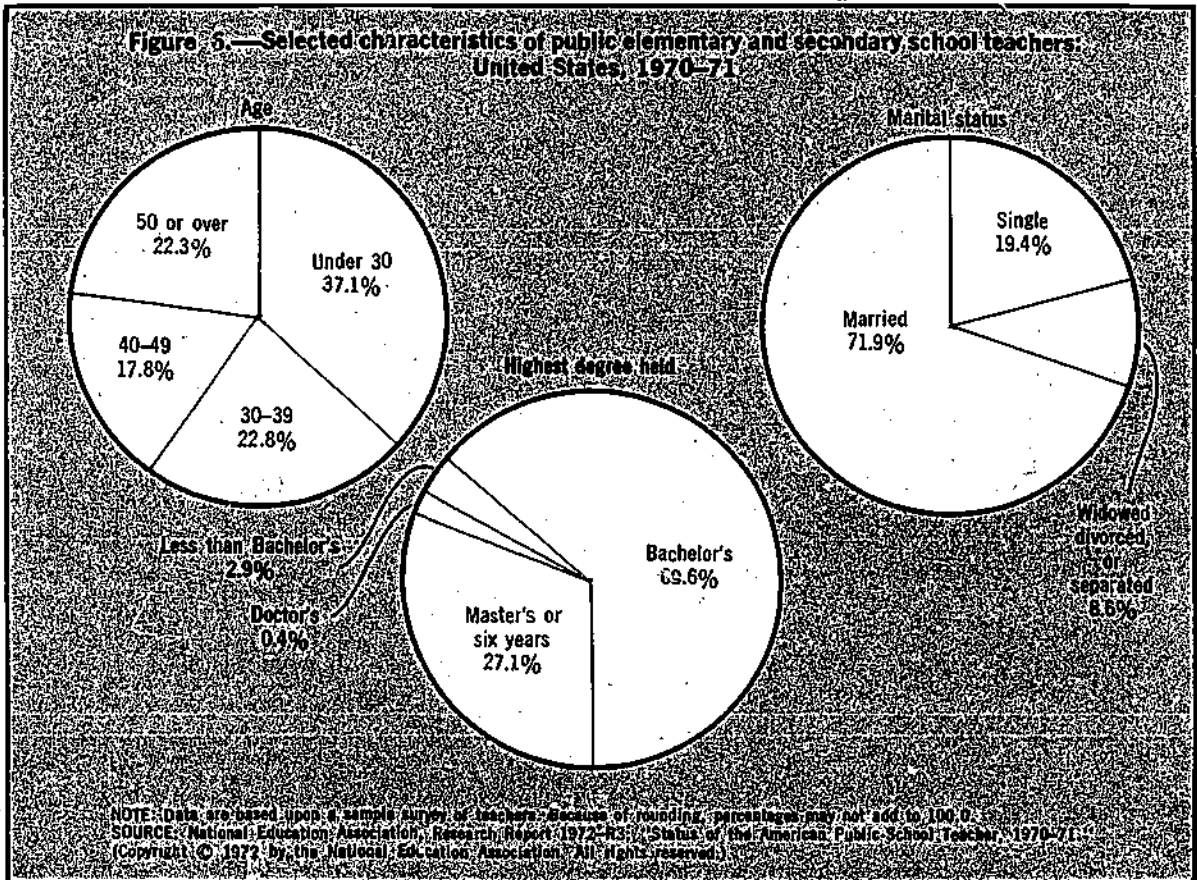 Figure 5.—Selected characteristics of public elementary and secondary school teachers:
United States, 1970–71
Age
50 or over
22.3%
Under 30
37.1%
40–49
17.8%
30–39
22.8%
Marital status
Single
19.4%
Married
71.9%
Widowed
divorced,
or
separated
8.6%
Highest degree held
Less than Bachelor's
2.9%
Doctor's
0.4%
Bachelor's
69.6%
Master's or
six years
27.1%
NOTE: Data are based upon a sample survey of teachers. Because of rounding, percentages may not add to 100.0.
SOURCE: National Education Association, Research Report 1972-R3, "Status of the American Public-School Teacher, 1970–71."
(Copyright © 1972 by the National Education Association. All rights reserved.)